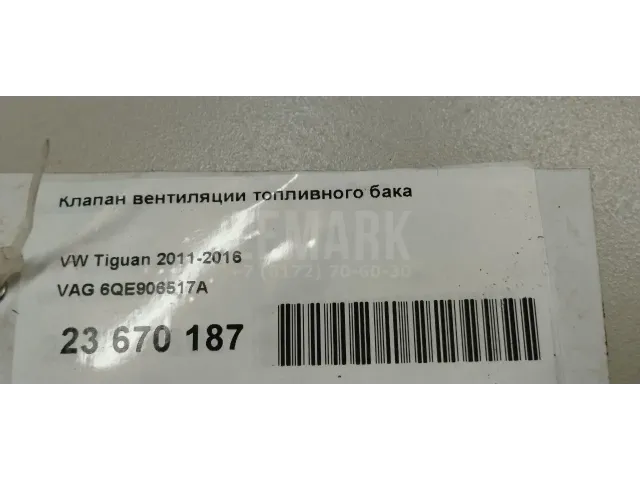 Клапан вентиляции топливного бака
VW Tiguan 2011-2016
VAG 6QE906517A
23 670 187